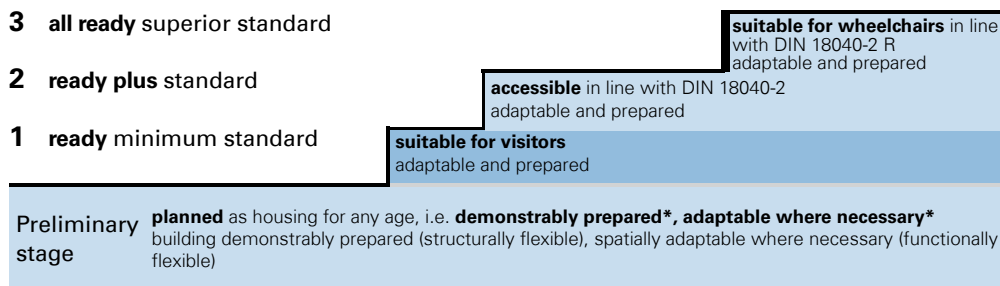 3 all ready superior standard
suitable for wheelchairs in line
with DIN 18040-2 R
adaptable and prepared
2 ready plus standard
accessible in line with DIN 18040-2
adaptable and prepared
1 ready minimum standard
suitable for visitors
adaptable and prepared
Preliminary
stage
planned as housing for any age, i.e. demonstrably prepared*, adaptable where necessary*
building demonstrably prepared (structurally flexible), spatially adaptable where necessary (functionally
flexible)